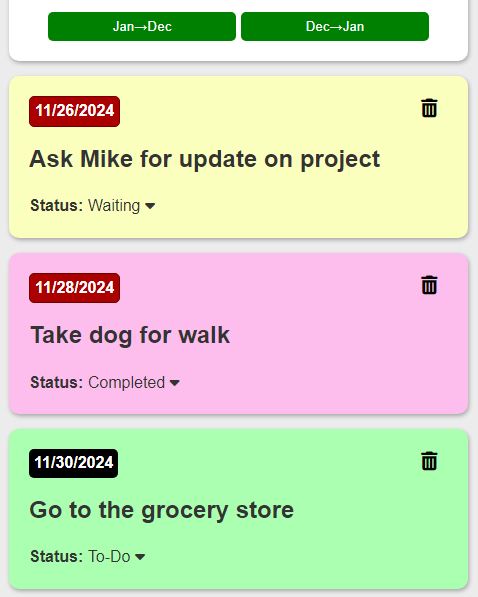 Jan→Dec Dec→Jan
11/26/2024
Ask Mike for update on project
Status: Waiting
11/28/2024
Take dog for walk
Status: Completed
11/30/2024
Go to the grocery store
Status: To-Do